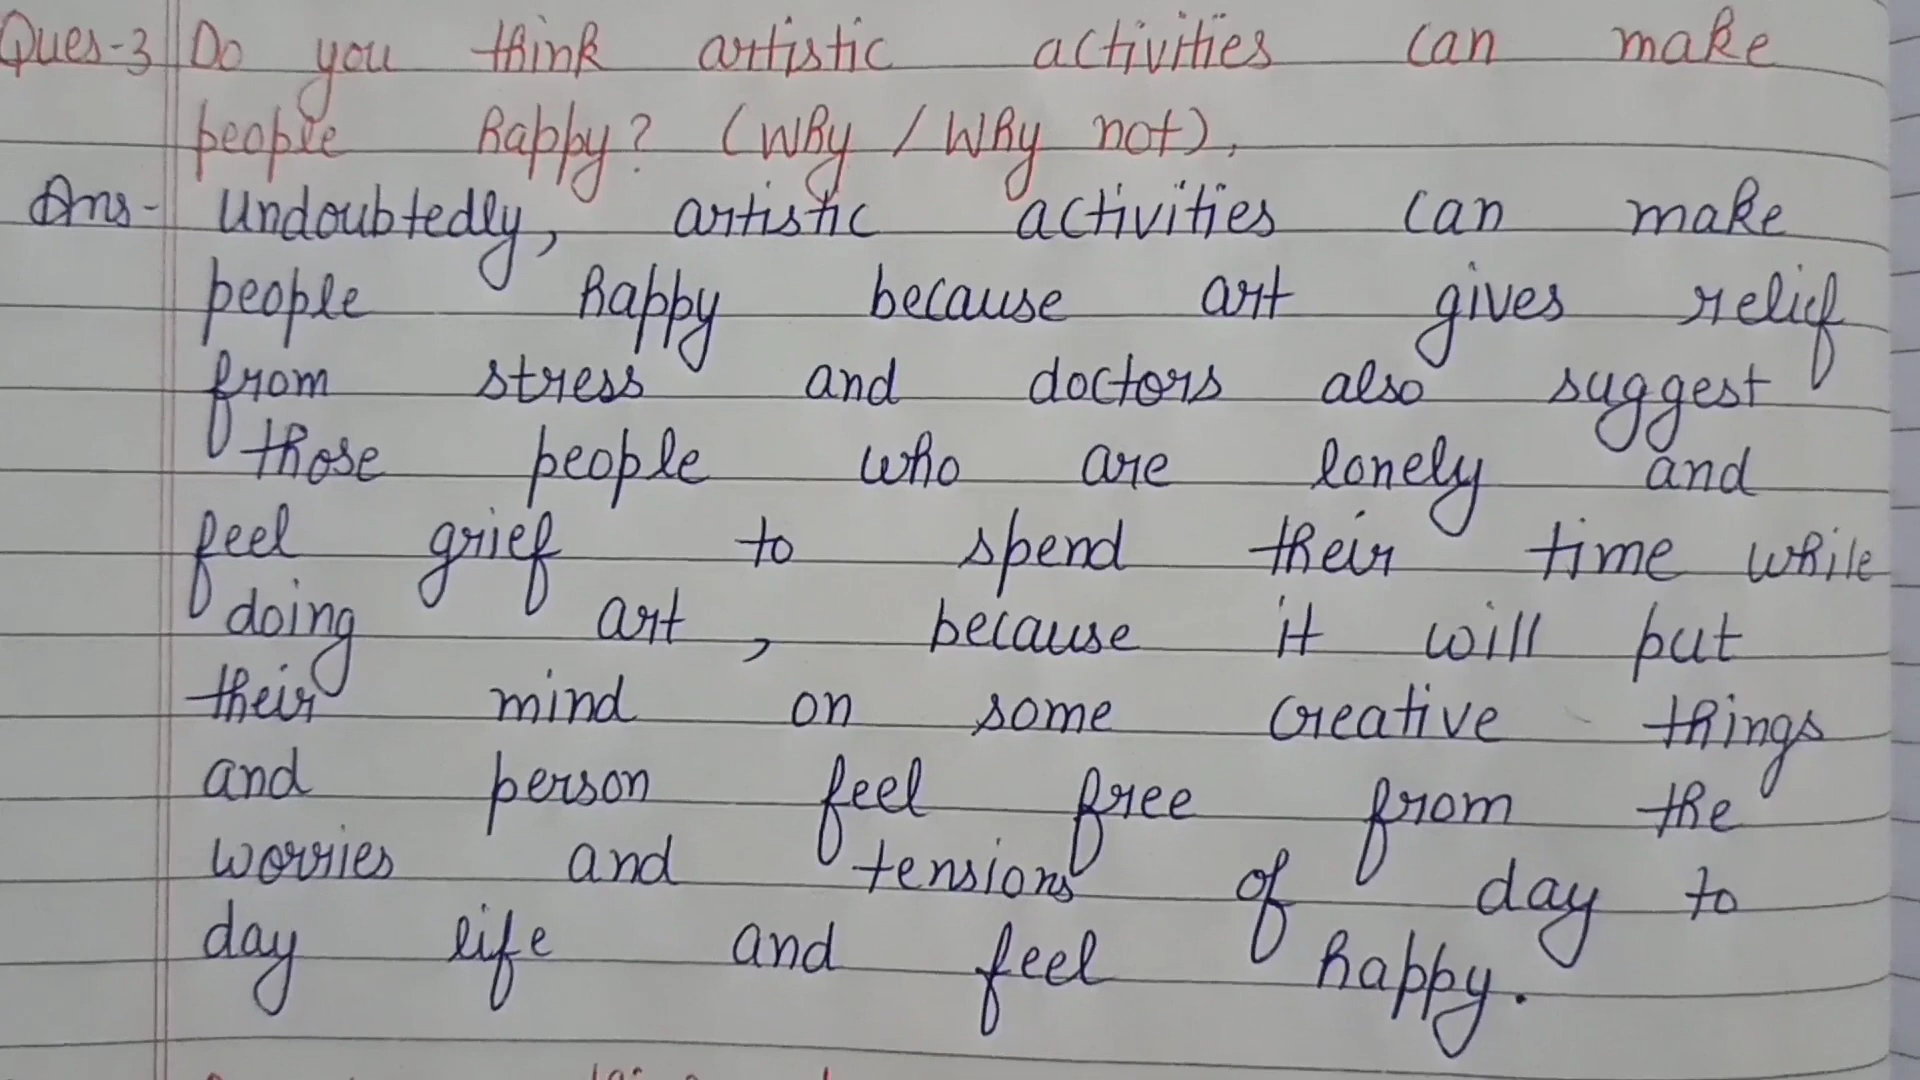 Ques-3 Do you think artistic activities can make
people happy? (Why / Why not),
Ans- Undoubtedly, artistic activities can make
people happy because art gives relief
from stress and doctors also suggest
those people who are lonely and
feel grief to spend their time while
doing art, because it will put
their mind on some creative things
and person feel free from the
worries and tensions of day to
day life and feel happy.